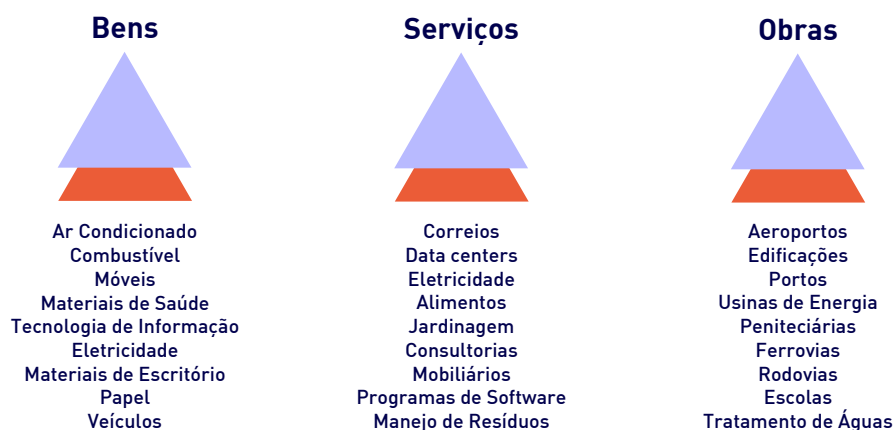 Bens
Ar Condicionado
Combustível
Móveis
Materiais de Saúde
Tecnologia de Informação
Eletricidade
Materiais de Escritório
Papel
Veículos
Serviços
Correios
Data centers
Eletricidade
Alimentos
Jardinagem
Consultorias
Mobiliários
Programas de Software
Manejo de Resíduos
Obras
Aeroportos
Edificações
Portos
Usinas de Energia
Peniteciárias
Ferrovias
Rodovias
Escolas
Tratamento de Águas